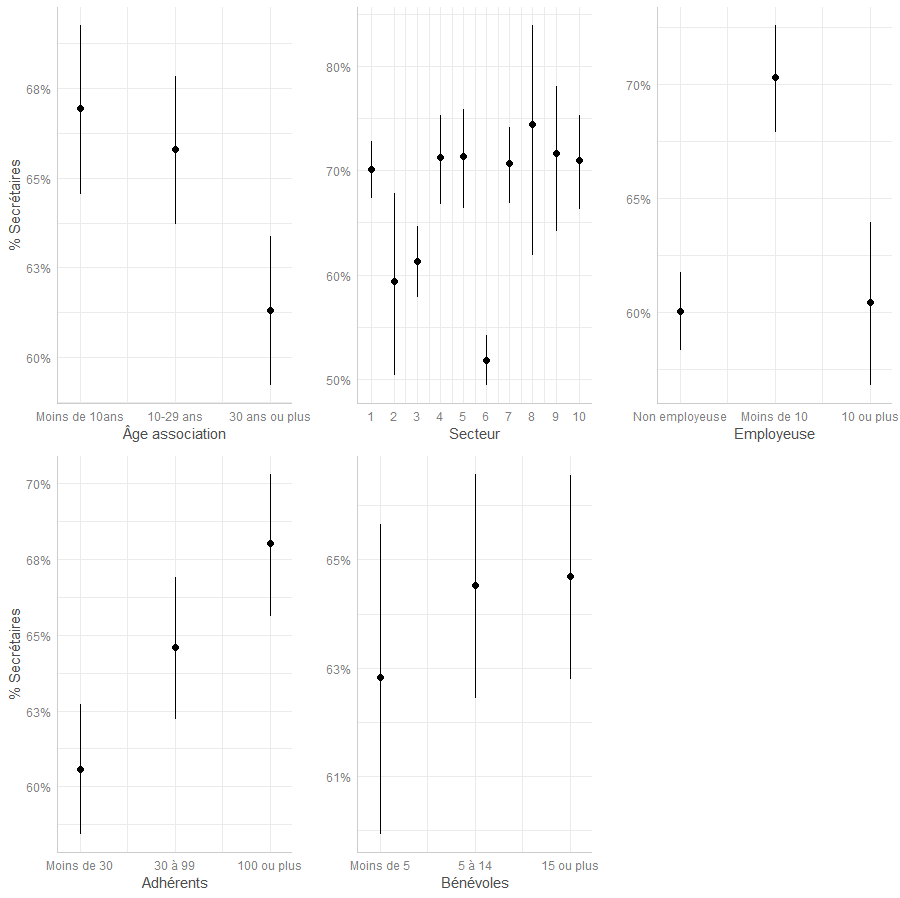 % Secrétaires
68%
65%
63%
60%
Moins de 10ans 10-29 ans 30 ans ou plus
Âge association
80%
70%
60%
50%
1 2 3 4 5 6 7 8 9 10
Secteur
70%
65%
60%
Non employeuse Moins de 10 10 ou plus
Employeuse
% Secrétaires
70%
68%
65%
63%
60%
Moins de 30 30 à 99 100 ou plus
Adhérents
65%
63%
61%
Moins de 5 5 à 14 15 ou plus
Bénévoles